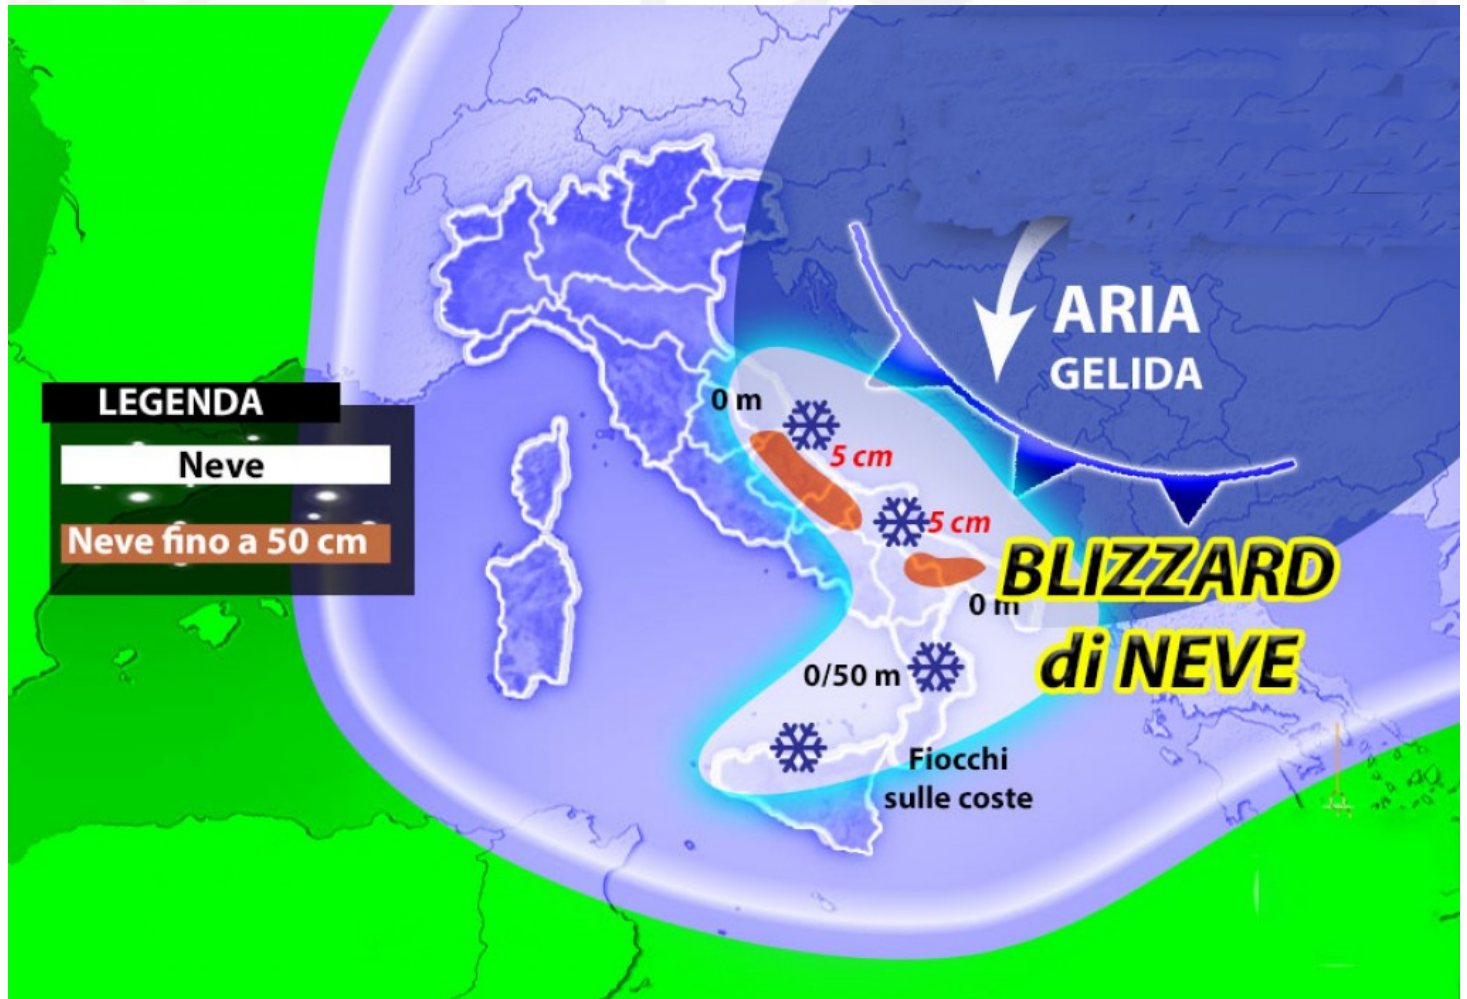 LEGENDA
Neve
Neve fino a 50 cm
ARIA
GELIDA
0 m
5 cm
5 cm
BLIZZARD
di NEVE
0 m
0/50 m
Fiocchi
sulle coste